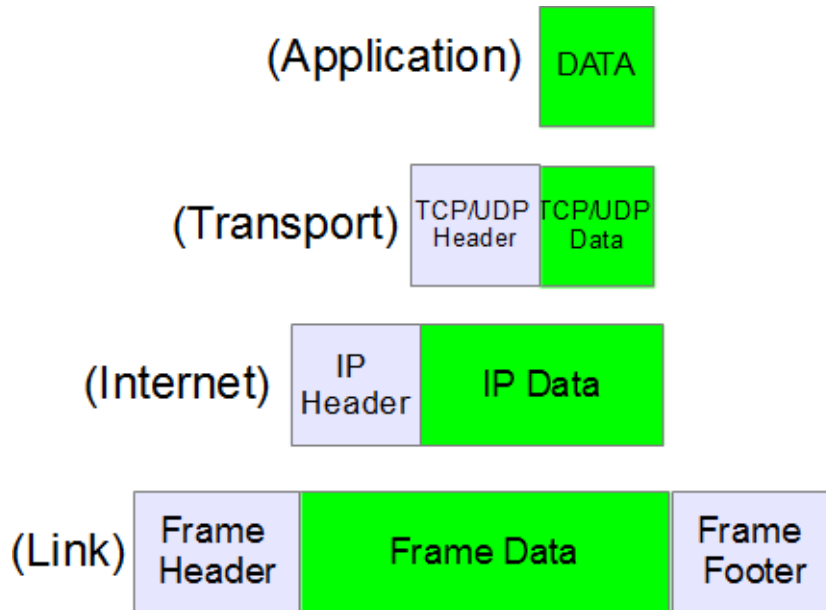 (Application)
DATA
(Transport)
TCP/UDP
Header
TCP/UDP
Data
(Internet)
IP
Header
IP Data
(Link)
Frame
Header
Frame Data
Frame
Footer